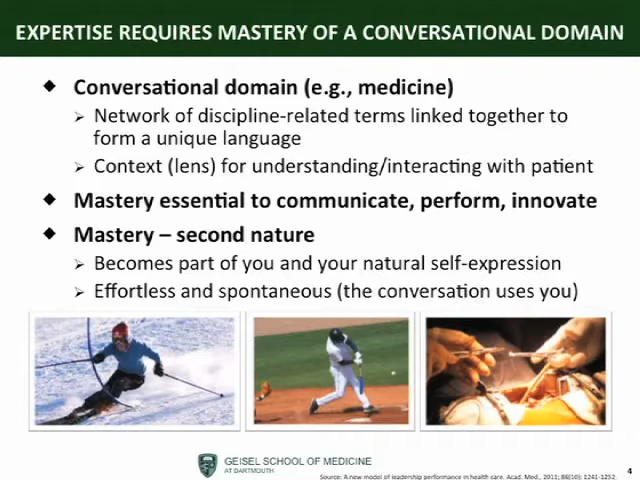 EXPERTISE REQUIRES MASTERY OF A CONVERSATIONAL DOMAIN
Conversational domain (e.g., medicine)
Network of discipline-related terms linked together to
form a unique language
Context (lens) for understanding/interacting with patient
Mastery essential to communicate, perform, innovate
Mastery – second nature
Becomes part of you and your natural self-expression
Effortless and spontaneous (the conversation uses you)
GEISEL SCHOOL OF MEDICINE
AT DARTMOUTH
4
Source: A new model of leadership performance in health care. Acad. Med., 2011; 86(10): 1241-1252.